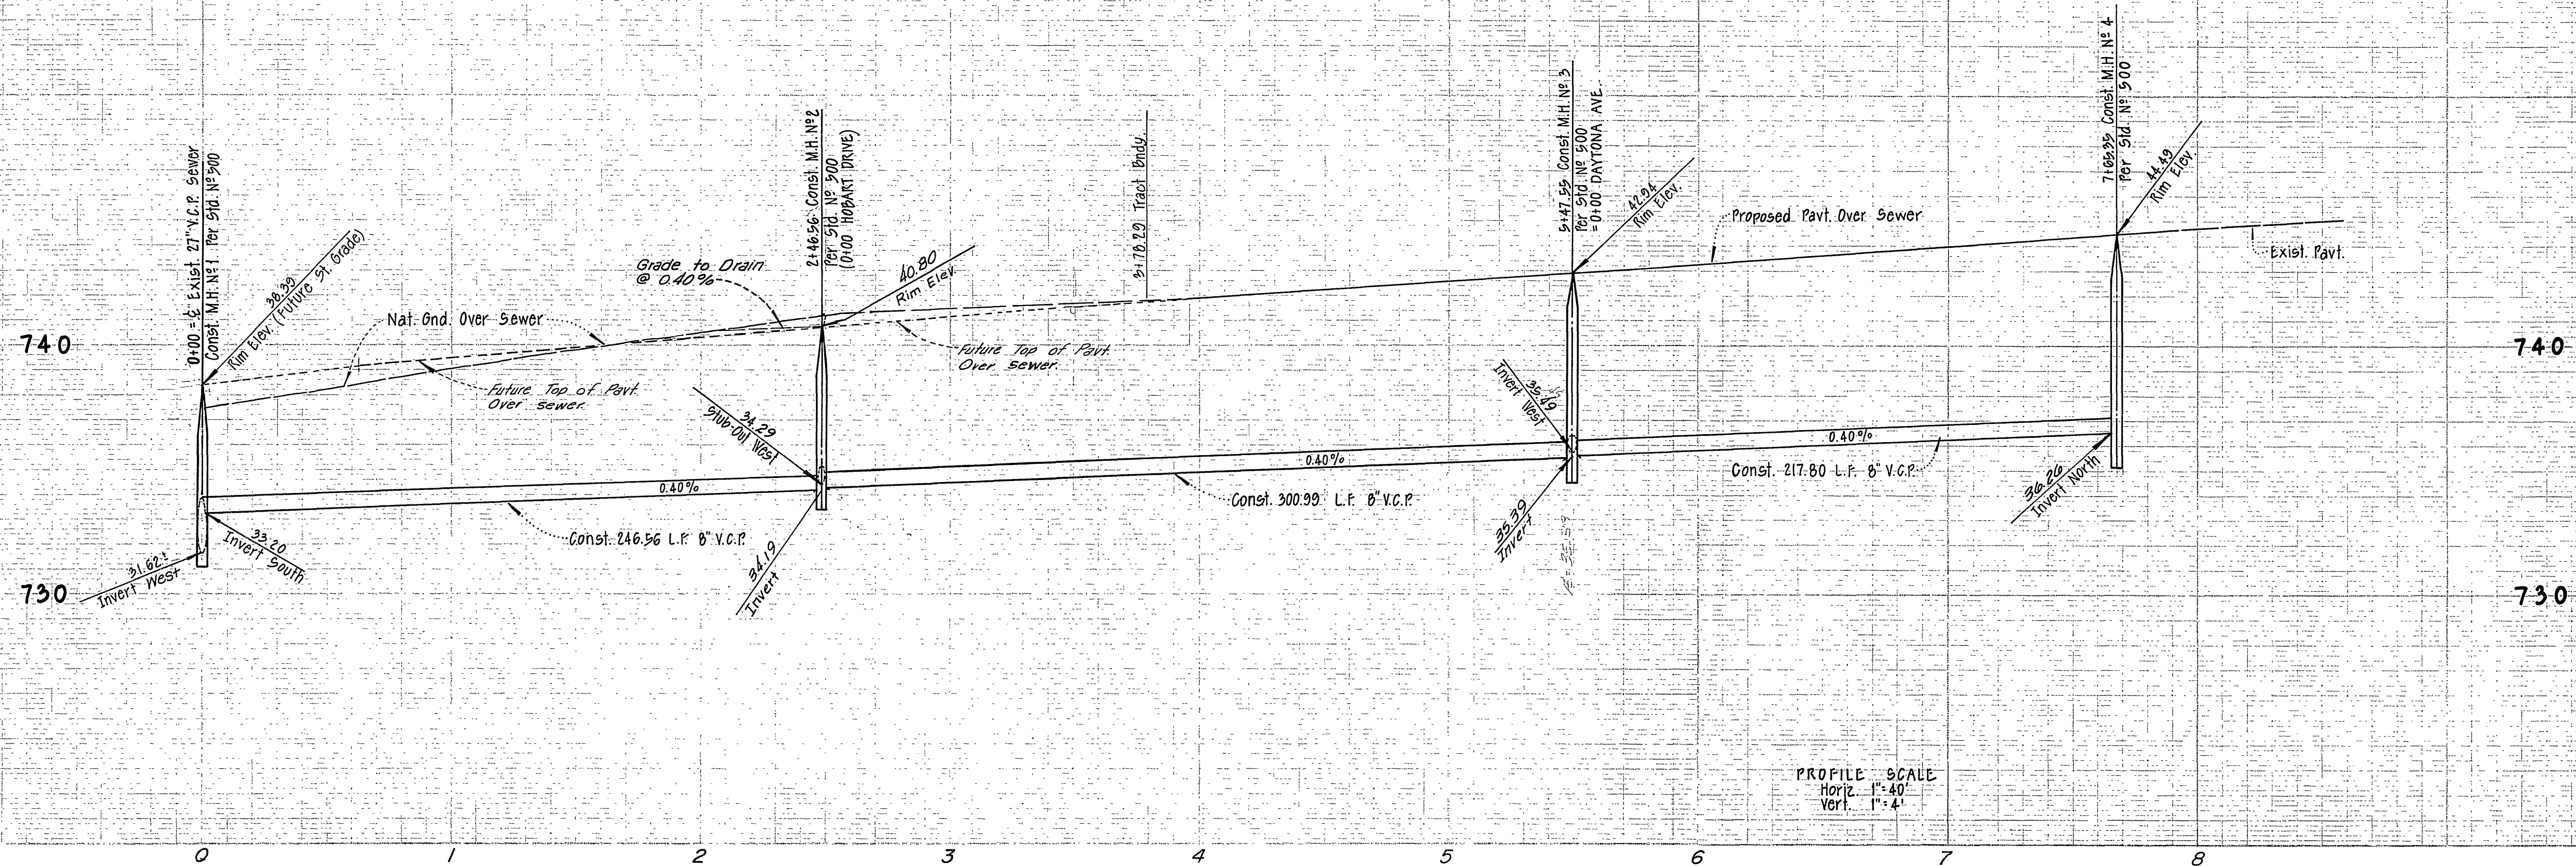 0+00 = ℄ Exist. 27" V.C.P. Sewer
Const. M.H. Nº 1 Per Std. Nº 500
38.39
Rim Elev. (Future St. Grade)
Nat. Gnd. Over Sewer
Future Top of Pavt.
Over sewer.
Grade to Drain
@ 0.40%
2+46.56 Const. M.H. Nº 2
Per Std. Nº 500
(0+00 HOBART DRIVE)
40.80
Rim Elev.
Future Top of Pavt.
Over sewer.
3+78.29 Tract Bndy.
5+47.55 Const. M.H. Nº 3
Per Std. Nº 500
= 0+00 DAYTONA AVE.
42.94
Rim Elev.
Proposed Pavt. Over Sewer
7+65.35 Const. M.H. Nº 4
Per Std. Nº 500
44.49
Rim Elev.
Exist. Pavt.
740
740
34.29
Stub-Out West
35.49
Invert West
0.40%
0.40%
0.40%
Const. 246.56 L.F. 8" V.C.P.
Const. 300.99 L.F. 8" V.C.P.
Const. 217.80 L.F. 8" V.C.P.
33.20
Invert South
31.62±
Invert West
34.19
Invert
35.39
Invert
36.26
Invert North
730
730
PROFILE SCALE
Horiz. 1"=40'
Vert. 1"=4'
0 1 2 3 4 5 6 7 8